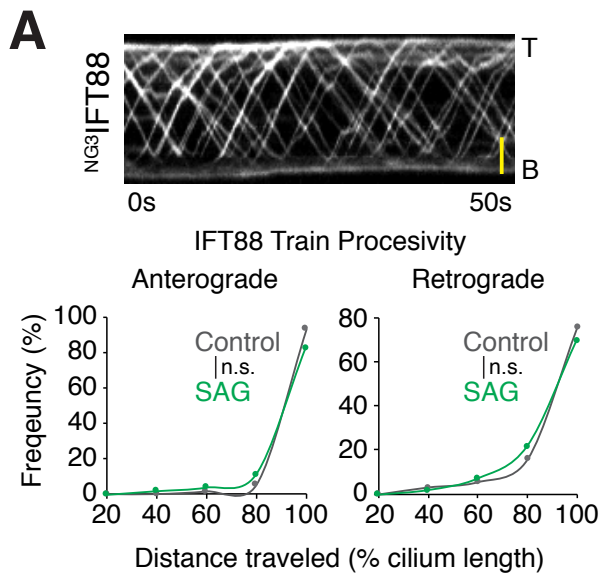 A
NG3IFT88
T
B
0s
50s
IFT88 Train Procesivity
Anterograde
Retrograde
Freqeuncy (%)
100
80
60
40
20
0
Control
n.s.
SAG
20 40 60 80 100
80
60
40
20
0
Control
n.s.
SAG
20 40 60 80 100
Distance traveled (% cilium length)